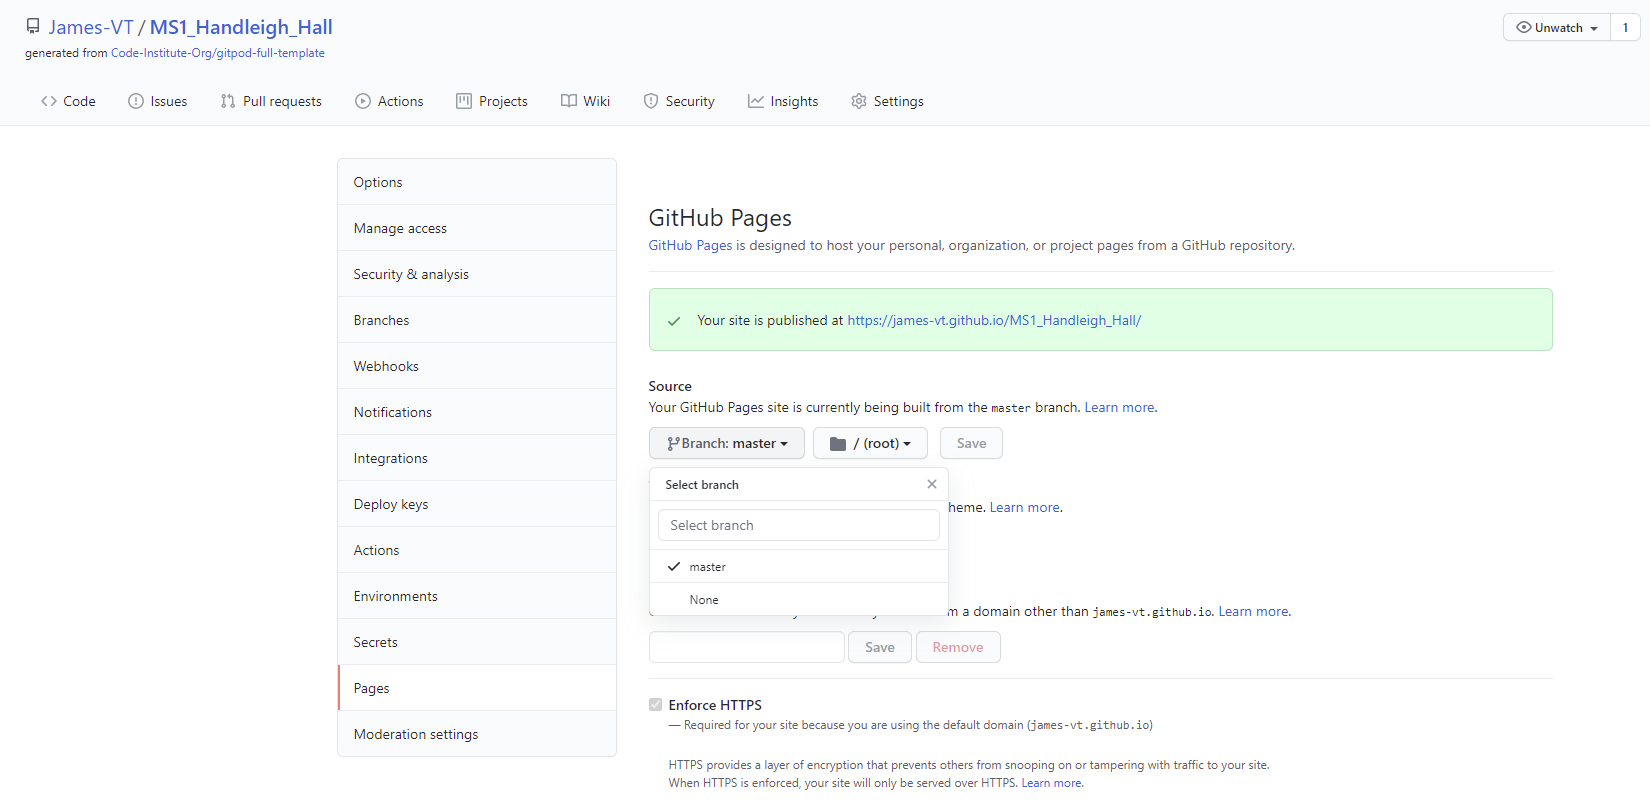 James-VT / MS1_Handleigh_Hall
Unwatch 1
generated from Code-Institute-Org/gitpod-full-template
Code Issues Pull requests Actions Projects Wiki Security Insights Settings
Options
Manage access
Security & analysis
Branches
Webhooks
Notifications
Integrations
Deploy keys
Actions
Environments
Secrets
Pages
Moderation settings
GitHub Pages
GitHub Pages is designed to host your personal, organization, or project pages from a GitHub repository.
Your site is published at https://james-vt.github.io/MS1_Handleigh_Hall/
Source
Your GitHub Pages site is currently being built from the master branch. Learn more.
Branch: master / (root) Save
Select branch
heme. Learn more.
Select branch
master
None
m a domain other than james-vt.github.io. Learn more.
Save Remove
Enforce HTTPS
— Required for your site because you are using the default domain (james-vt.github.io)
HTTPS provides a layer of encryption that prevents others from snooping on or tampering with traffic to your site.
When HTTPS is enforced, your site will only be served over HTTPS. Learn more.